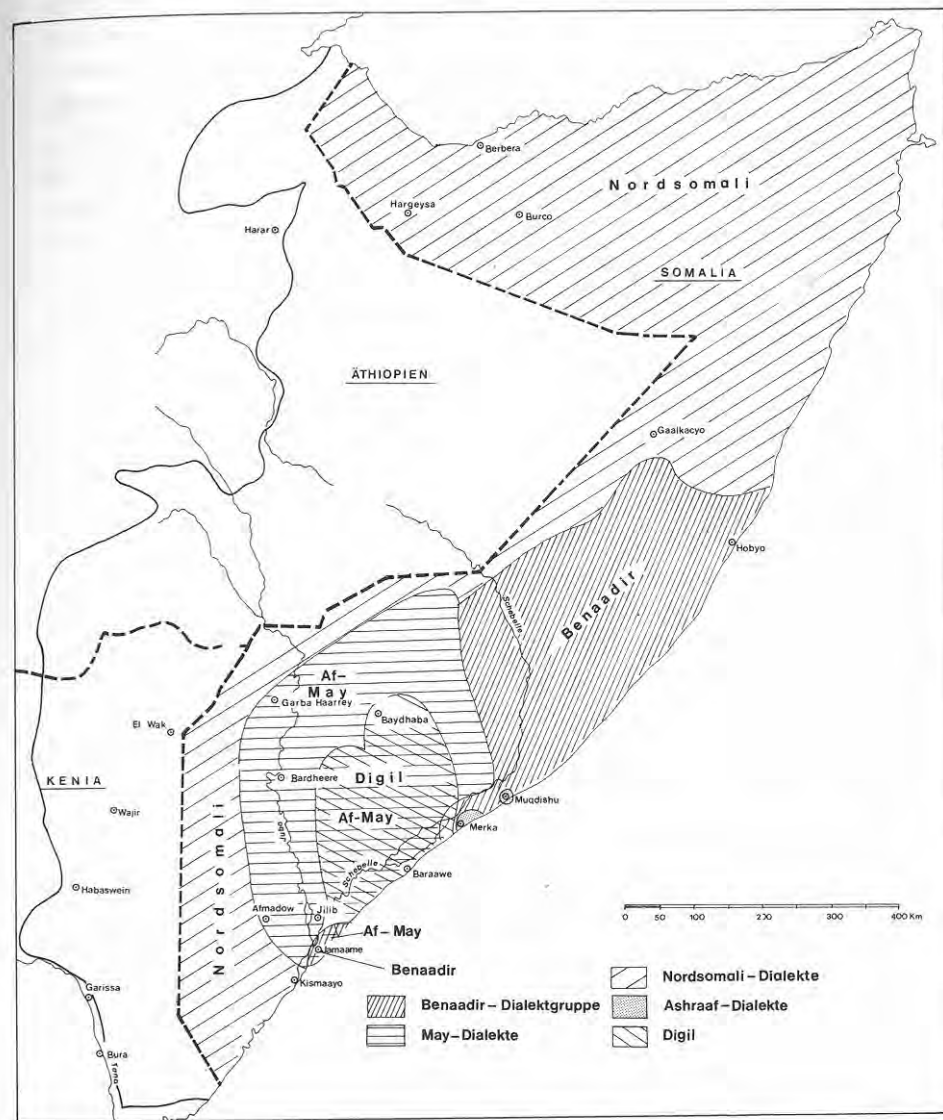 Berbera
Nordsomali
Hargeysa
Burco
Harar
SOMALIA
ÄTHIOPIEN
Gaalkacyo
Hobyo
Schebelle
Benaadir
Af-
May
Garba Haarrey
Baydhaba
El Wak
KENIA
Bardheere
Digil
Wajir
Nordsomali
Jube
Af-May
Muqdishu
Merka
Schebelle
Baraawe
Habaswein
Afmadow
Jilib
Af-May
Jamaame
Benaadir
Kismaayo
Garissa
Bura
Tana
0 50 100 200 300 400 Km
Benaadir-Dialektgruppe
May-Dialekte
Nordsomali-Dialekte
Ashraaf-Dialekte
Digil